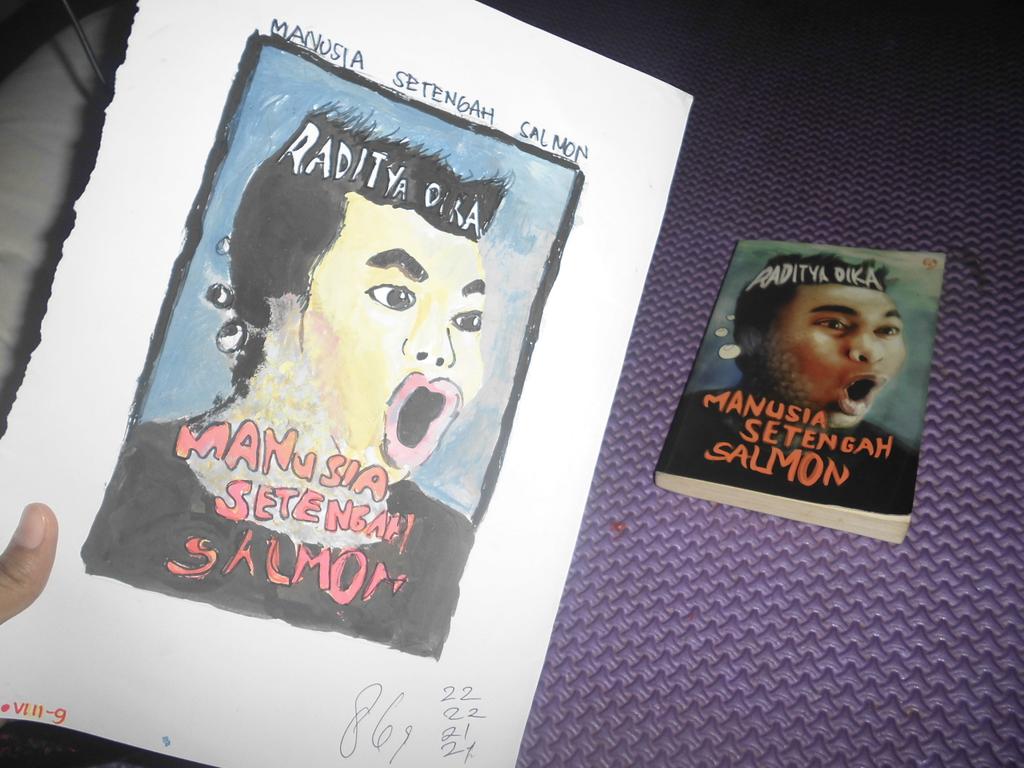 MANUSIA SETENGAH SALMON
RADITYA DIKA
MANUSIA
SETENGAH
SALMON
VIII-9
86
22
22
21
21
RADITYA DIKA
MANUSIA
SETENGAH
SALMON